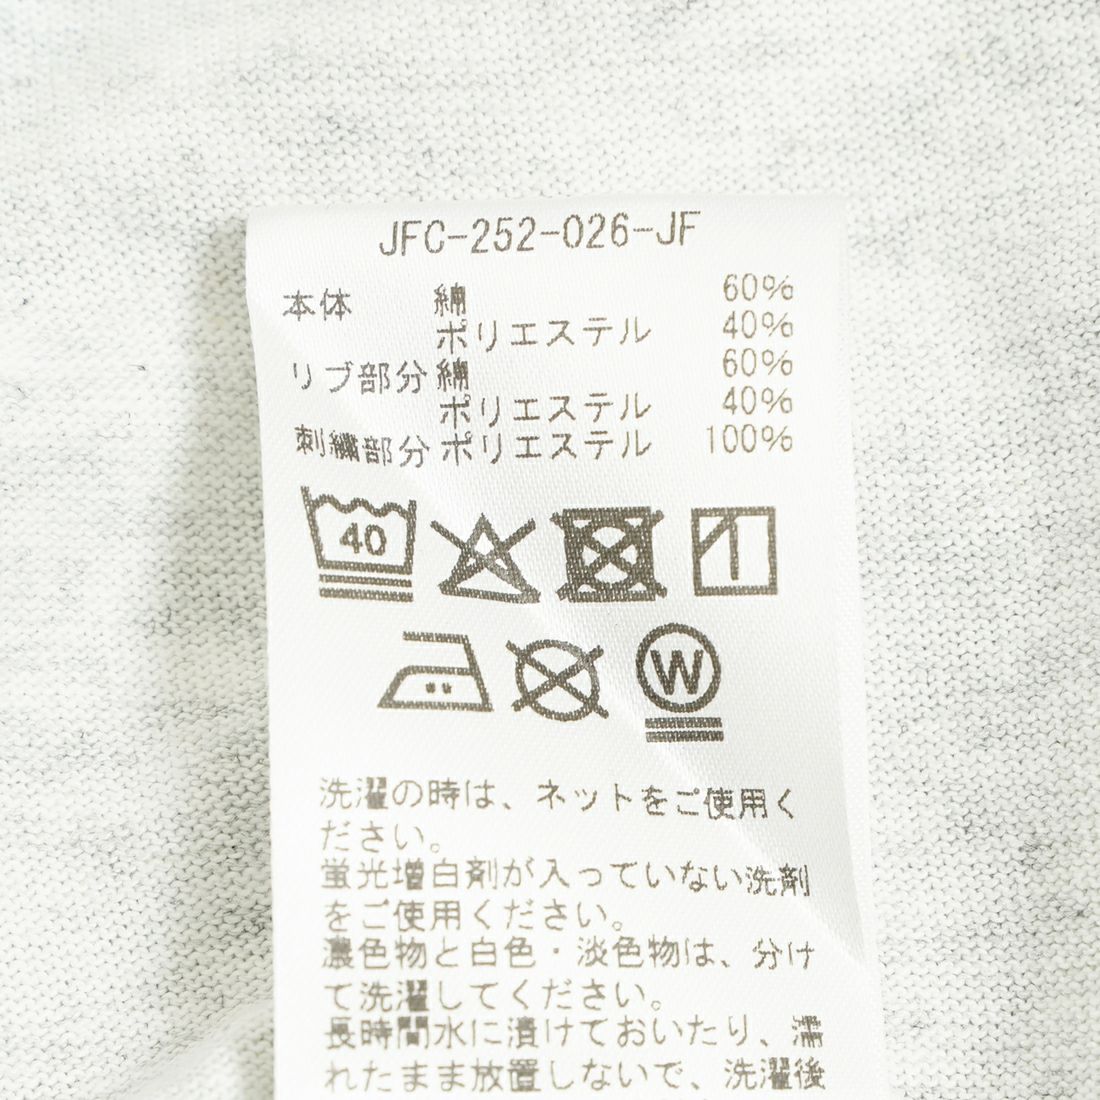 JFC-252-026-JF
本体 綿 60%
ポリエステル 40%
リブ部分 綿 60%
ポリエステル 40%
刺繍部分 ポリエステル 100%
40
W
洗濯の時は、ネットをご使用く
ださい。
蛍光増白剤が入っていない洗剤
をご使用ください。
濃色物と白色・淡色物は、分け
て洗濯してください。
長時間水に漬けておいたり、濡
れたまま放置しないで、洗濯後